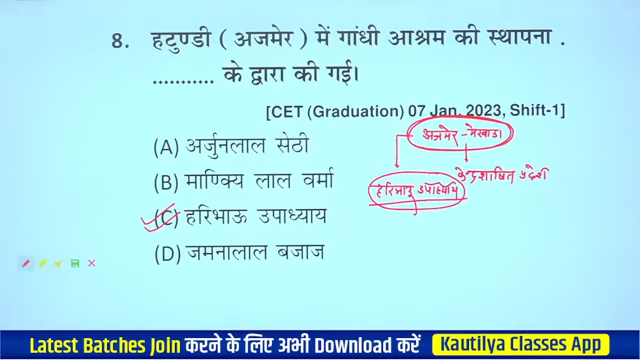 8. हटुण्डी ( अजमेर ) में गांधी आश्रम की स्थापना .
........... के द्वारा की गई।
[CET (Graduation) 07 Jan. 2023, Shift-1]
(A) अर्जुनलाल सेठी
(B) माणिक्य लाल वर्मा
(C) हरिभाऊ उपाध्याय
(D) जमनालाल बजाज
अजमेर - मेरवाडा
हरिभाऊ उपाध्याय
केंद्रशासित प्रदेश
Latest Batches Join करने के लिए अभी Download करें Kautilya Classes App